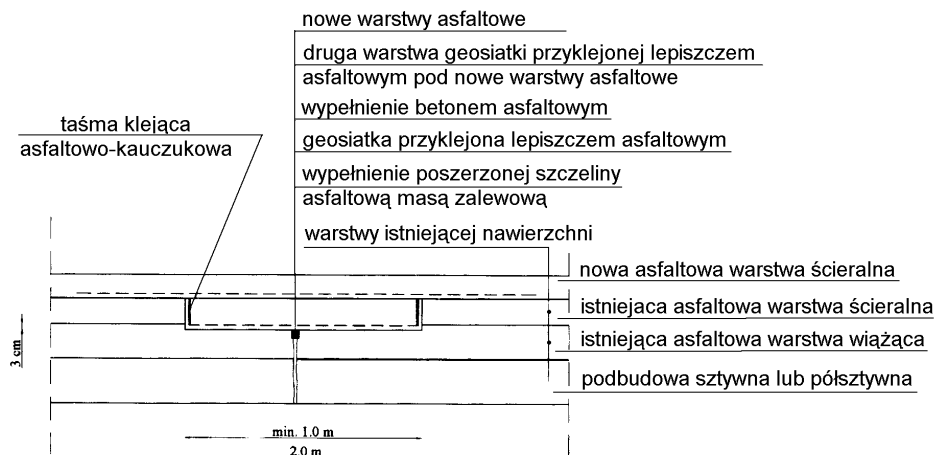 nowe warstwy asfaltowe
druga warstwa geosiatki przyklejonej lepiszczem
asfaltowym pod nowe warstwy asfaltowe
wypełnienie betonem asfaltowym
geosiatka przyklejona lepiszczem asfaltowym
wypełnienie poszerzonej szczeliny
asfaltową masą zalewową
warstwy istniejącej nawierzchni
taśma klejąca
asfaltowo-kauczukowa
nowa asfaltowa warstwa ścieralna
istniejaca asfaltowa warstwa ścieralna
istniejąca asfaltowa warstwa wiążąca
podbudowa sztywna lub półsztywna
3 cm
min. 1.0 m
2.0 m